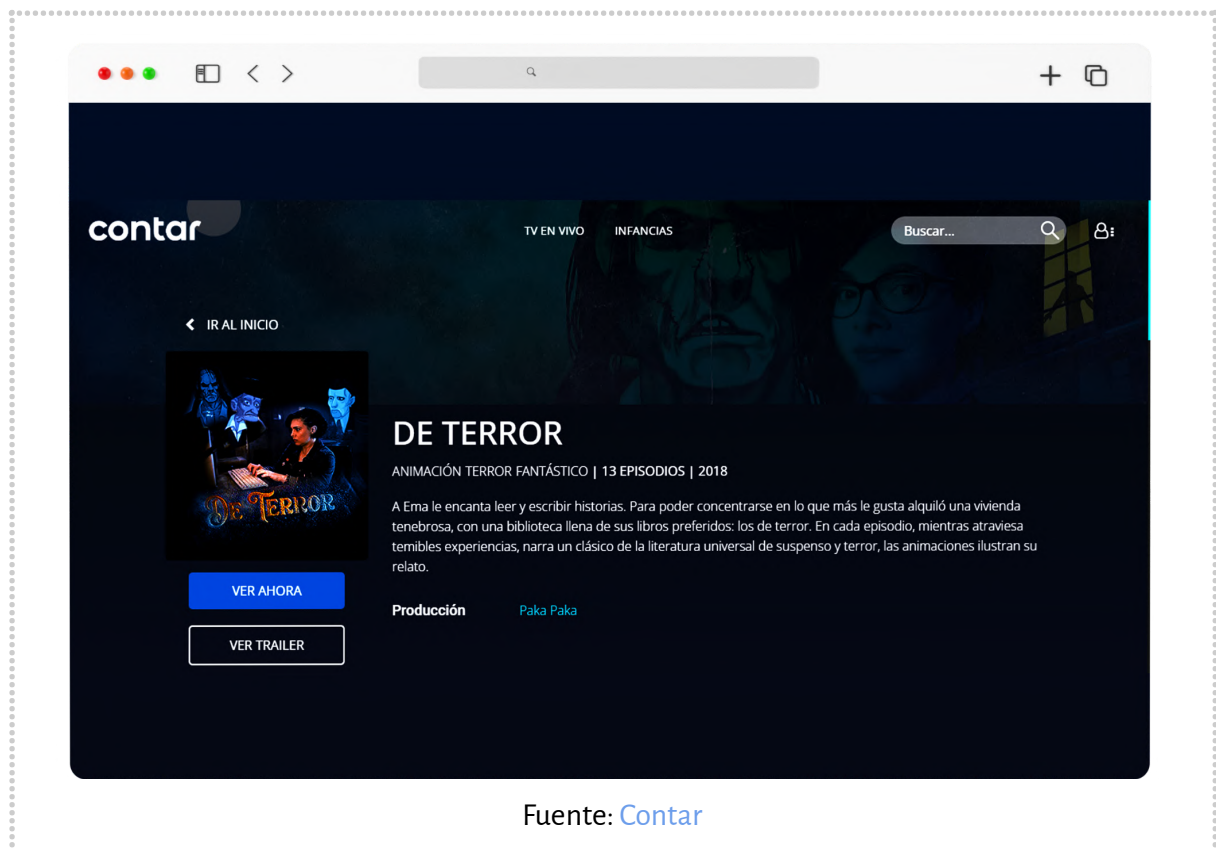 contar
TV EN VIVO
INFANCIAS
Buscar...
IR AL INICIO
De Terror
VER AHORA
VER TRAILER
DE TERROR
ANIMACIÓN TERROR FANTÁSTICO | 13 EPISODIOS | 2018
A Ema le encanta leer y escribir historias. Para poder concentrarse en lo que más le gusta alquiló una vivienda
tenebrosa, con una biblioteca llena de sus libros preferidos: los de terror. En cada episodio, mientras atraviesa
temibles experiencias, narra un clásico de la literatura universal de suspenso y terror, las animaciones ilustran su
relato.
Producción Paka Paka
Fuente: Contar